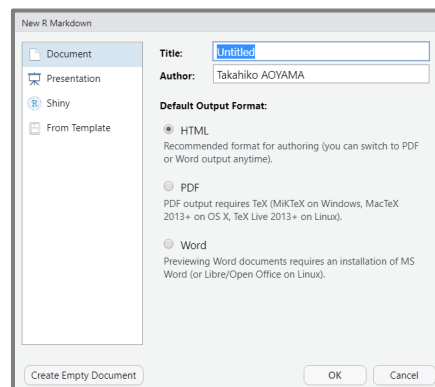 New R Markdown
Document
Presentation
Shiny
From Template
Title:
Untitled
Author:
Takahiko AOYAMA
Default Output Format:
HTML
Recommended format for authoring (you can switch to PDF
or Word output anytime).
PDF
PDF output requires TeX (MiKTeX on Windows, MacTeX
2013+ on OS X, TeX Live 2013+ on Linux).
Word
Previewing Word documents requires an installation of MS
Word (or Libre/Open Office on Linux).
Create Empty Document
OK
Cancel